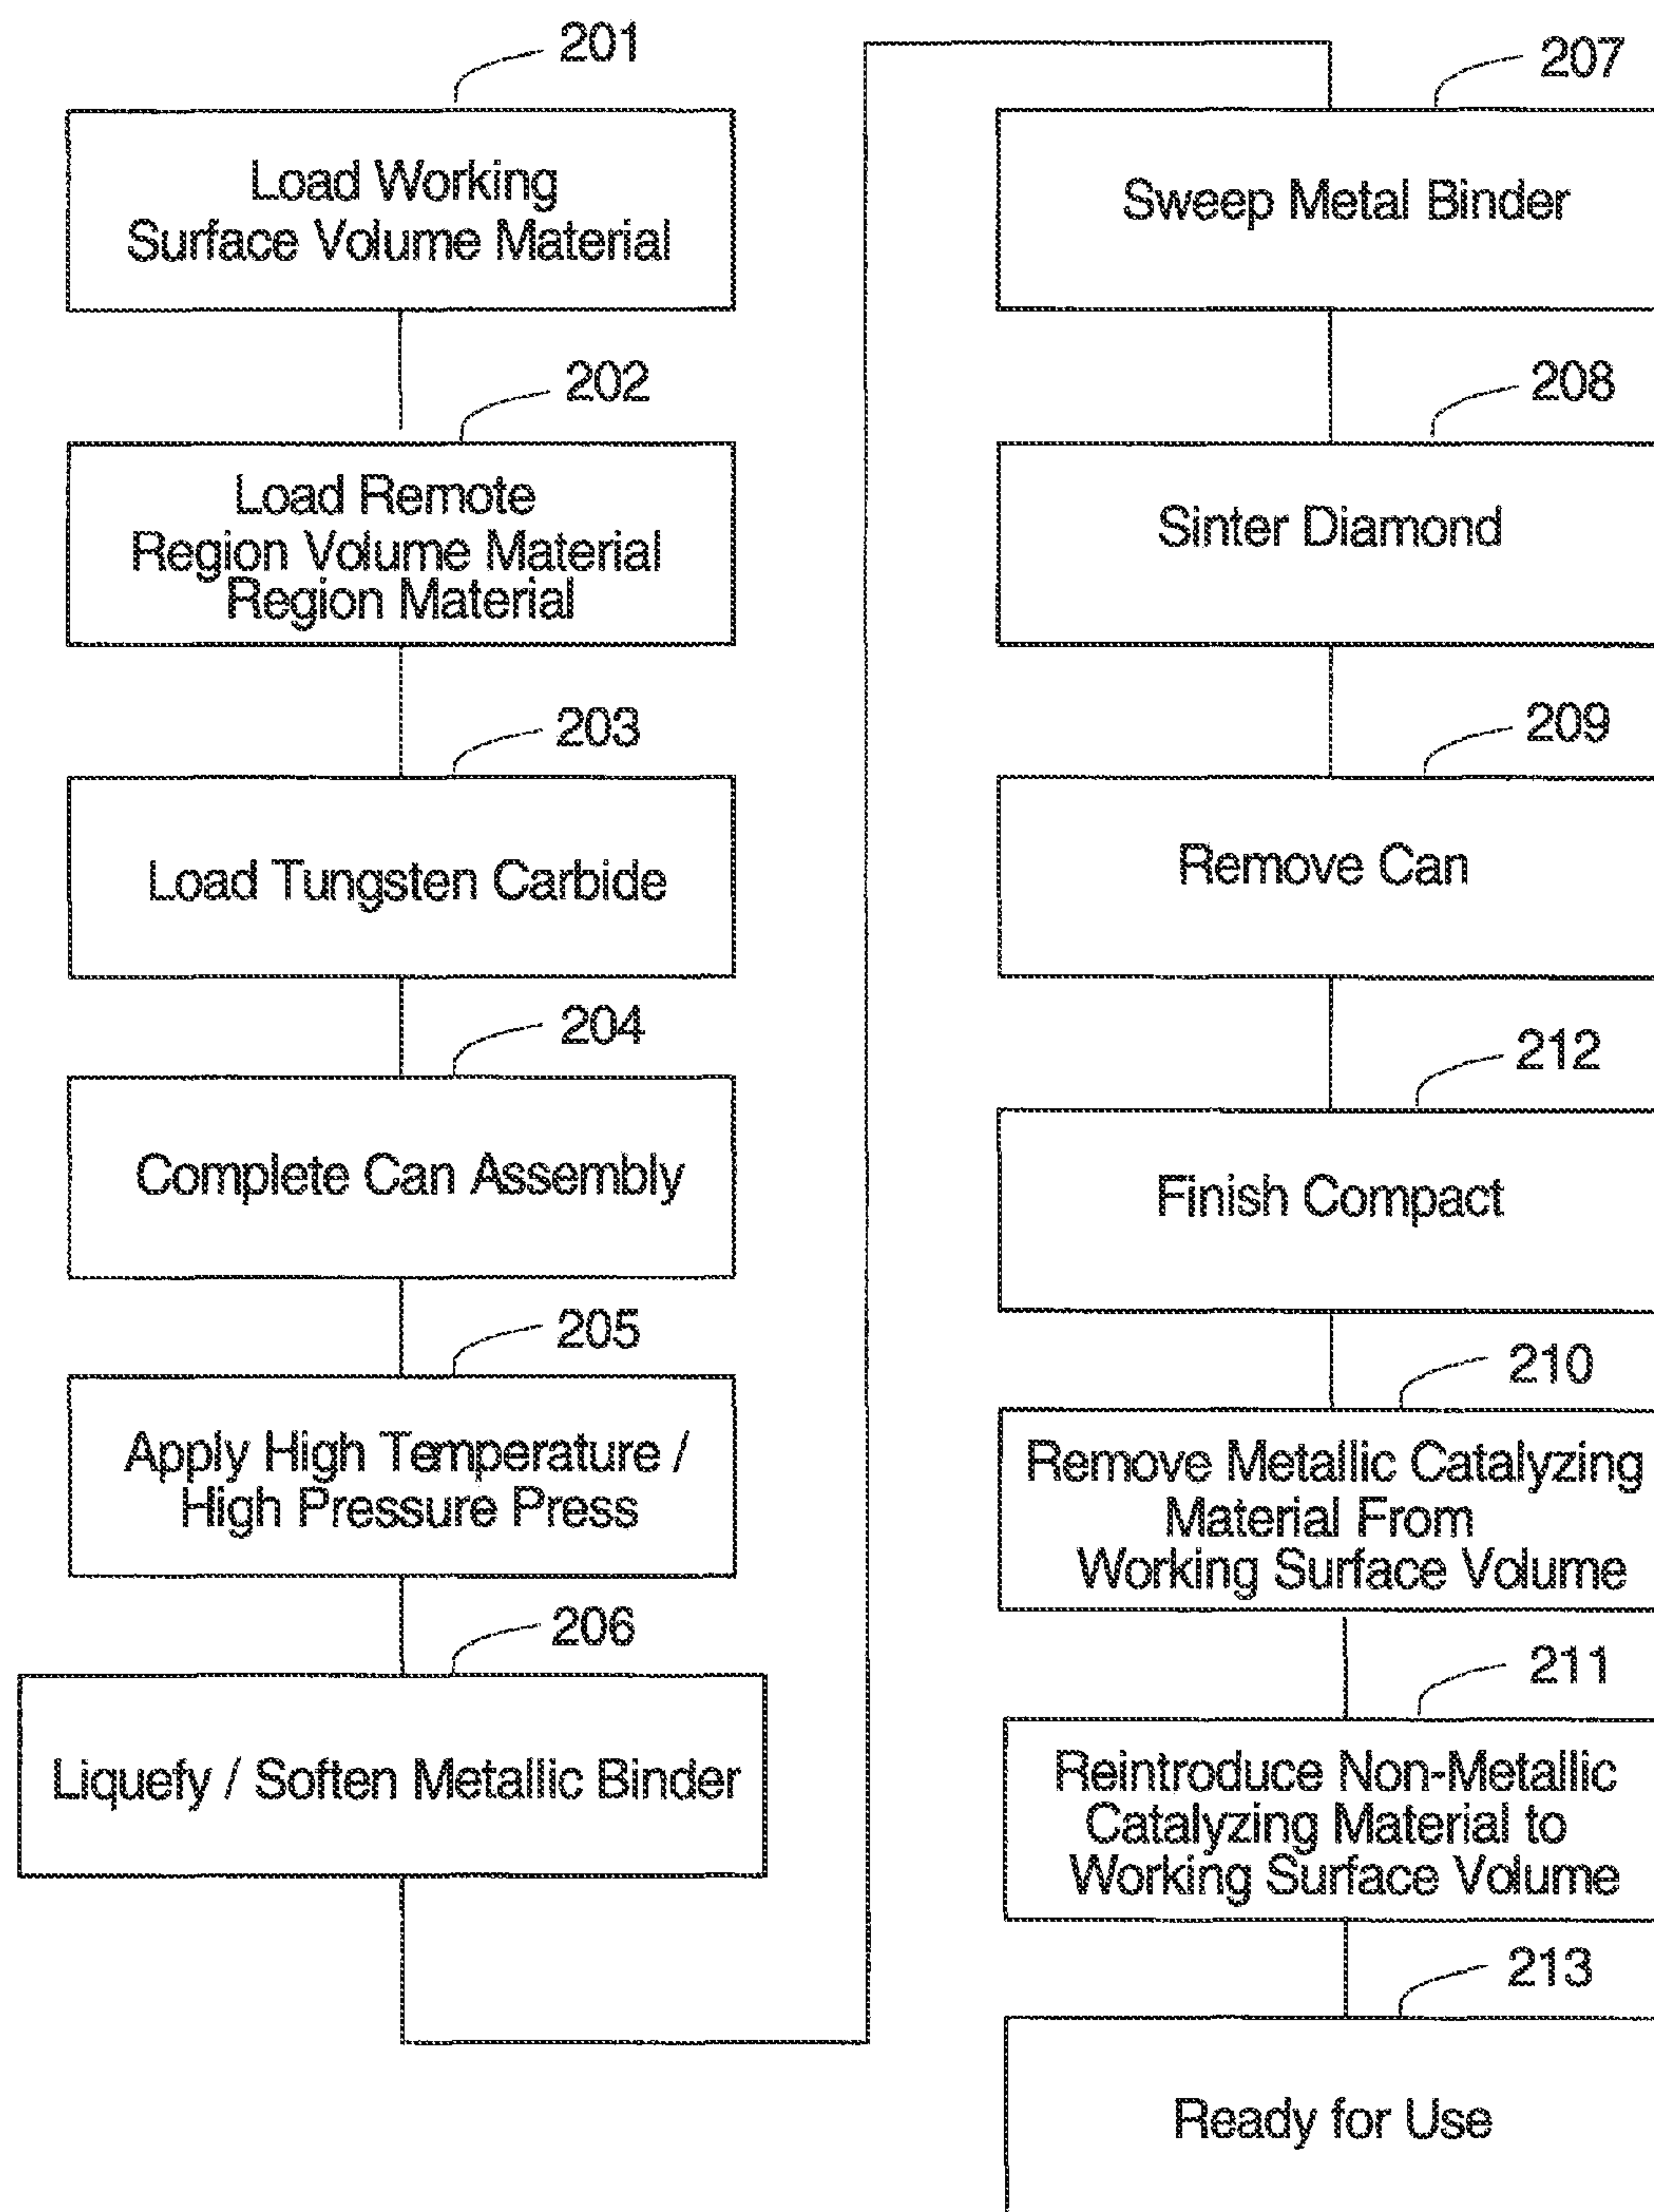 201
Load Working
Surface Volume Material
202
Load Remote
Region Volume Material
Region Material
203
Load Tungsten Carbide
204
Complete Can Assembly
205
Apply High Temperature /
High Pressure Press
206
Liquefy / Soften Metallic Binder
207
Sweep Metal Binder
208
Sinter Diamond
209
Remove Can
212
Finish Compact
210
Remove Metallic Catalyzing
Material From
Working Surface Volume
211
Reintroduce Non-Metallic
Catalyzing Material to
Working Surface Volume
213
Ready for Use